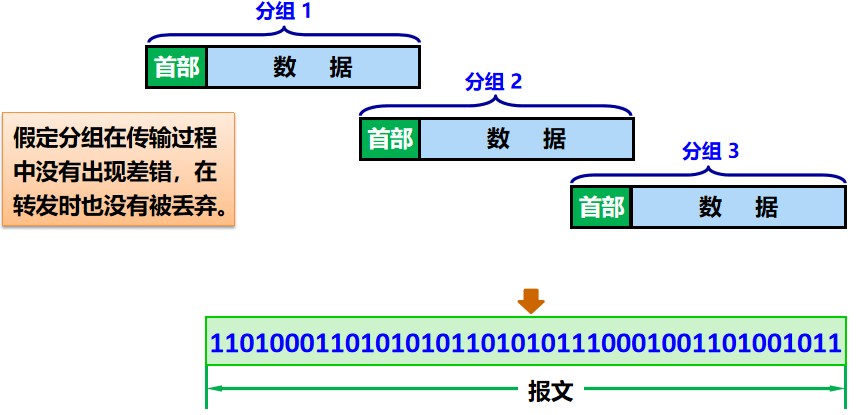 分组 1
首部 数 据
分组 2
首部 数 据
分组 3
首部 数 据
假定分组在传输过程
中没有出现差错，在
转发时也没有被丢弃。
110100011010101011010101110001001101001011
报文